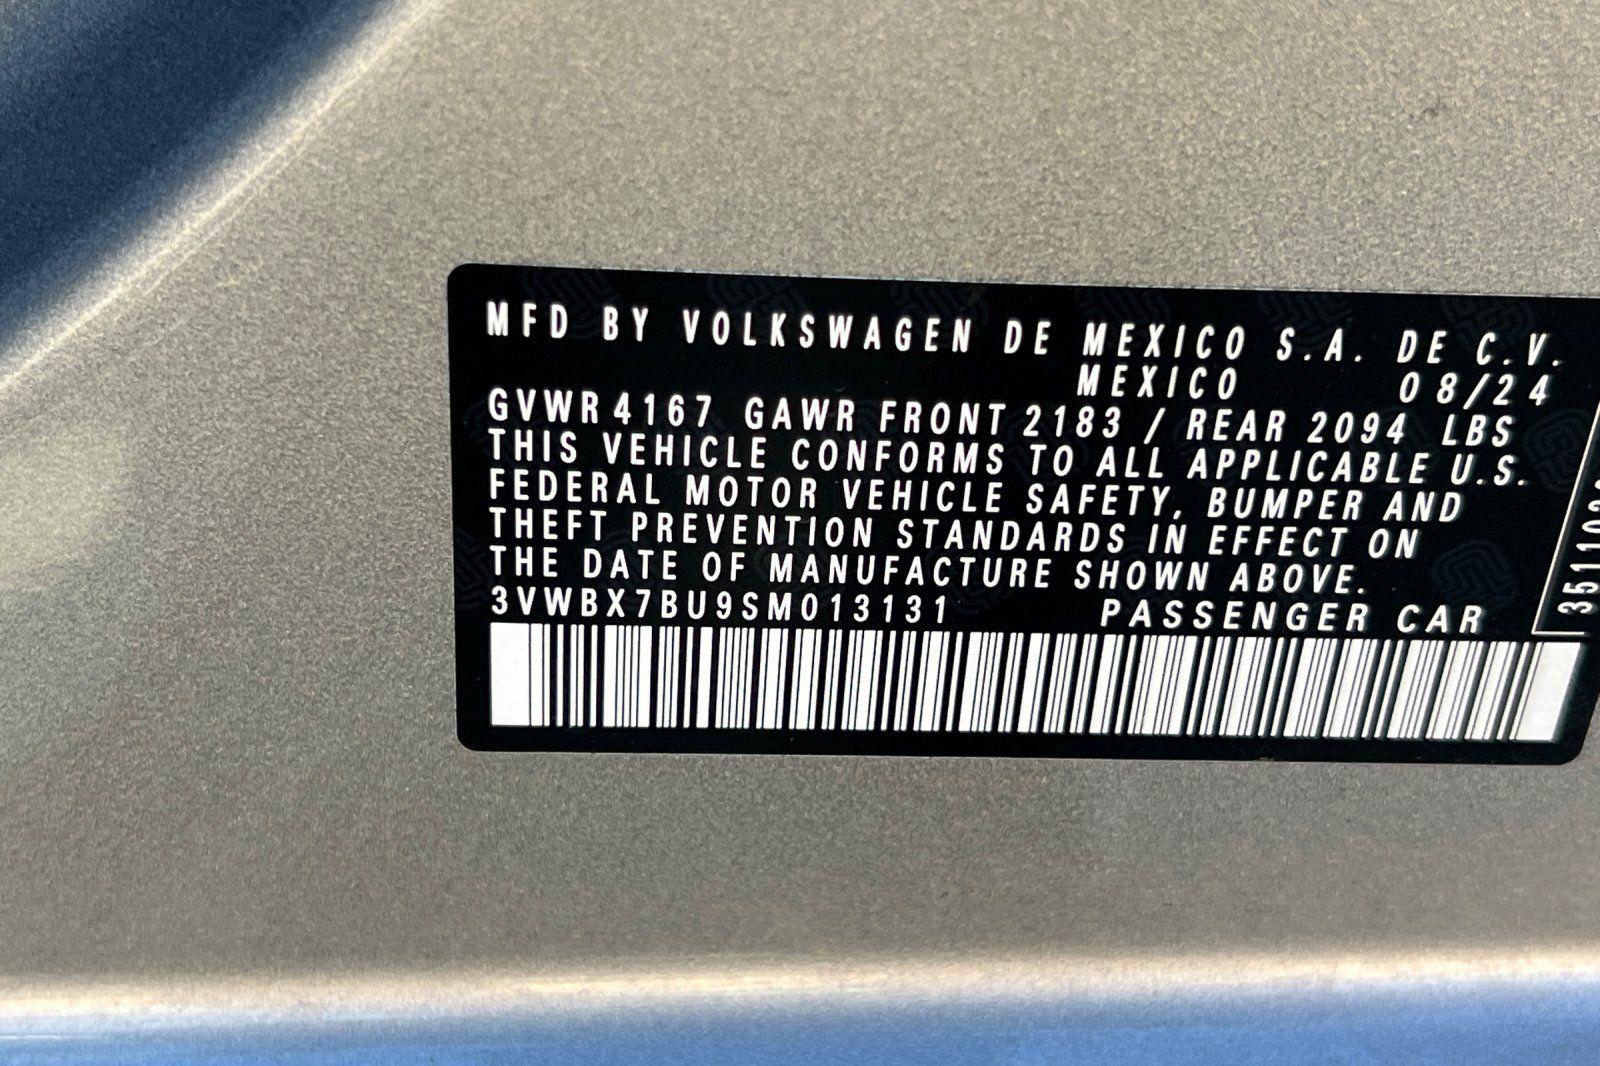 MFD BY VOLKSWAGEN DE MEXICO S.A. DE C.V.
MEXICO 08/24
GVWR 4167 GAWR FRONT 2183 / REAR 2094 LBS
THIS VEHICLE CONFORMS TO ALL APPLICABLE U.S.
FEDERAL MOTOR VEHICLE SAFETY, BUMPER AND
THEFT PREVENTION STANDARDS IN EFFECT ON
THE DATE OF MANUFACTURE SHOWN ABOVE.
3VWBX7BU9SM013131 PASSENGER CAR